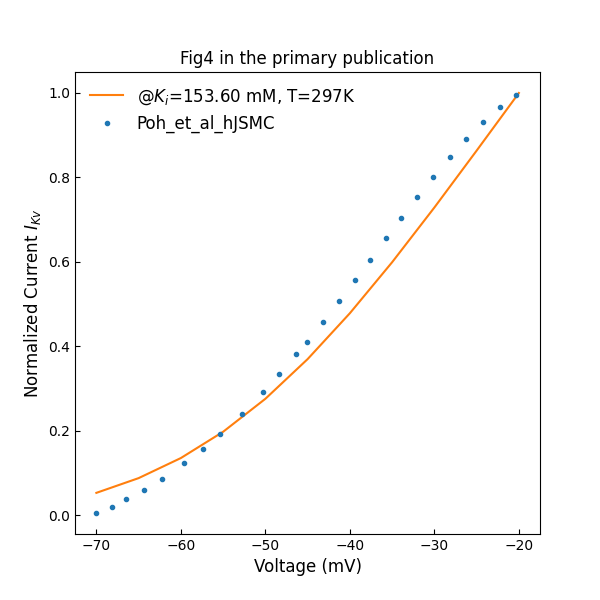 Fig4 in the primary publication
@K_i=153.60 mM, T=297K
Poh_et_al_hJSMC
Normalized Current I_Kv
1.0
0.8
0.6
0.4
0.2
0.0
−70
−60
−50
−40
−30
−20
Voltage (mV)